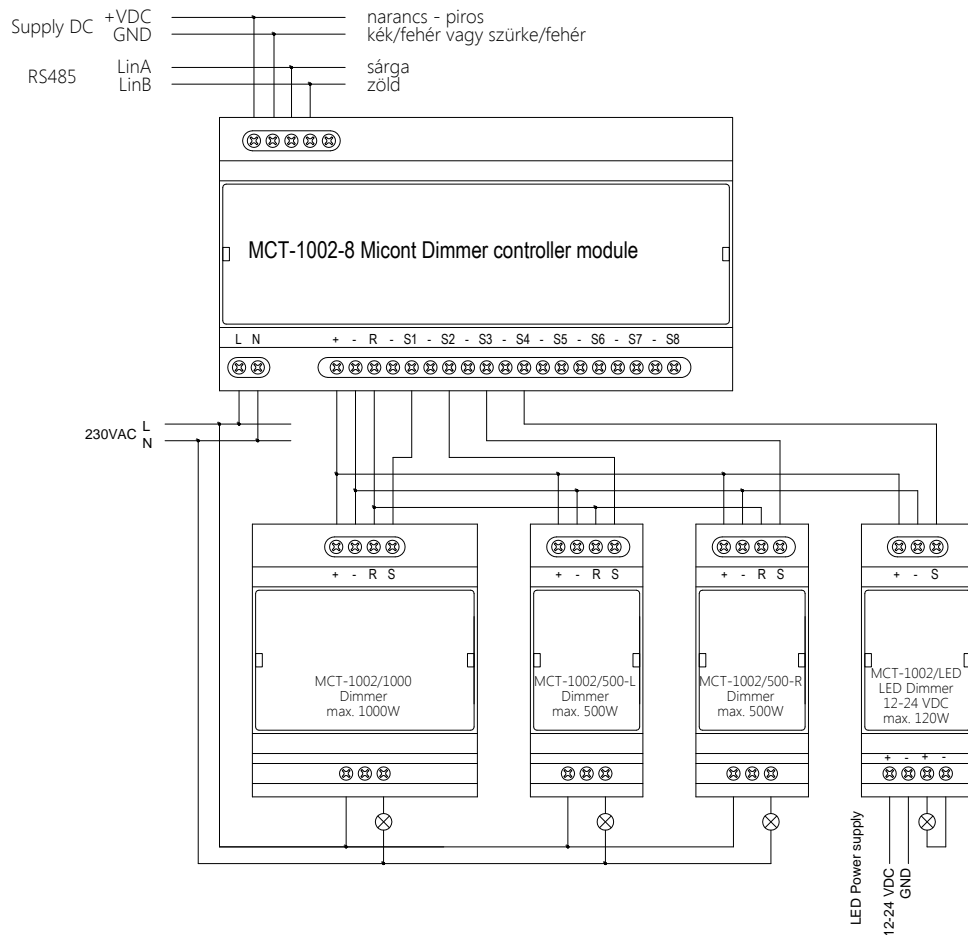 Supply DC
+VDC
GND
narancs - piros
kék/fehér vagy szürke/fehér
RS485
LinA
LinB
sárga
zöld
MCT-1002-8 Micont Dimmer controller module
L N
+ - R - S1 - S2 - S3 - S4 - S5 - S6 - S7 - S8
230VAC
L
N
+ - R S
+ - R S
+ - R S
+ - S
MCT-1002/1000
Dimmer
max. 1000W
MCT-1002/500-L
Dimmer
max. 500W
MCT-1002/500-R
Dimmer
max. 500W
MCT-1002/LED
LED Dimmer
12-24 VDC
max. 120W
+ - + -
LED Power supply
12-24 VDC
GND